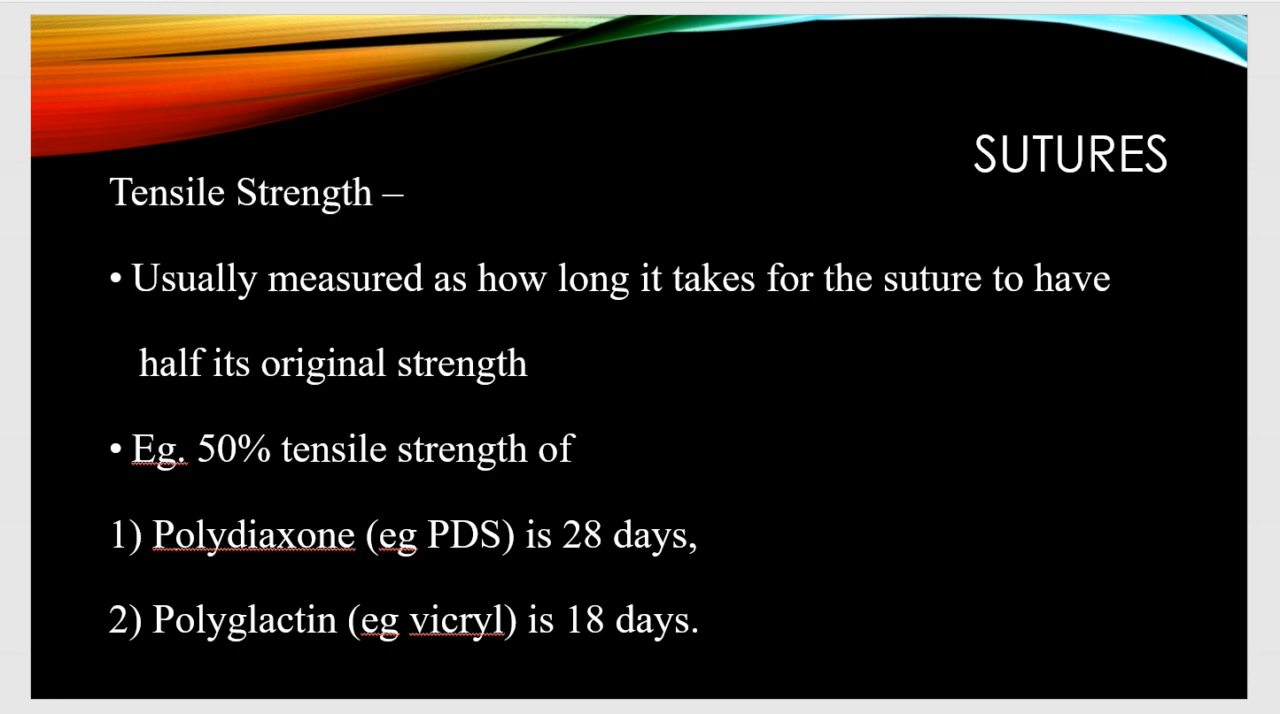 SUTURES
Tensile Strength –
• Usually measured as how long it takes for the suture to have
half its original strength
• Eg. 50% tensile strength of
1) Polydiaxone (eg PDS) is 28 days,
2) Polyglactin (eg vicryl) is 18 days.